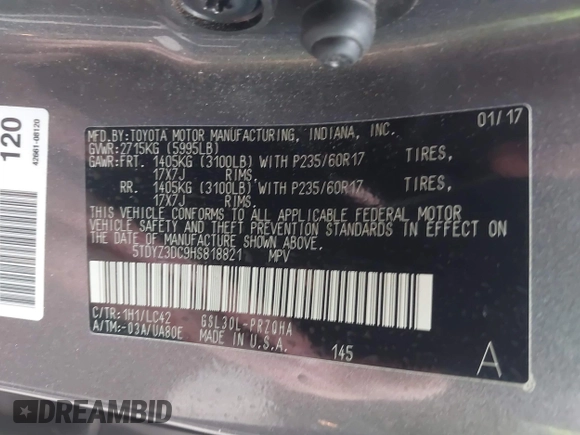 120
42661-08120
MFD.BY:TOYOTA MOTOR MANUFACTURING, INDIANA, INC. 01/17
GVWR:2715KG (5995LB)
GAWR:FRT. 1405KG (3100LB) WITH P235/60R17 TIRES,
17X7J RIMS,
RR. 1405KG (3100LB) WITH P235/60R17 TIRES,
17X7J RIMS.
THIS VEHICLE CONFORMS TO ALL APPLICABLE FEDERAL MOTOR
VEHICLE SAFETY AND THEFT PREVENTION STANDARDS IN EFFECT ON
THE DATE OF MANUFACTURE SHOWN ABOVE.
5TDYZ3DC9HS818821 MPV
C/TR:1H1/LC42 GSL30L-PRZQHA
A/TM:-03A/UA80E MADE IN U.S.A.
145 A
DREAMBID